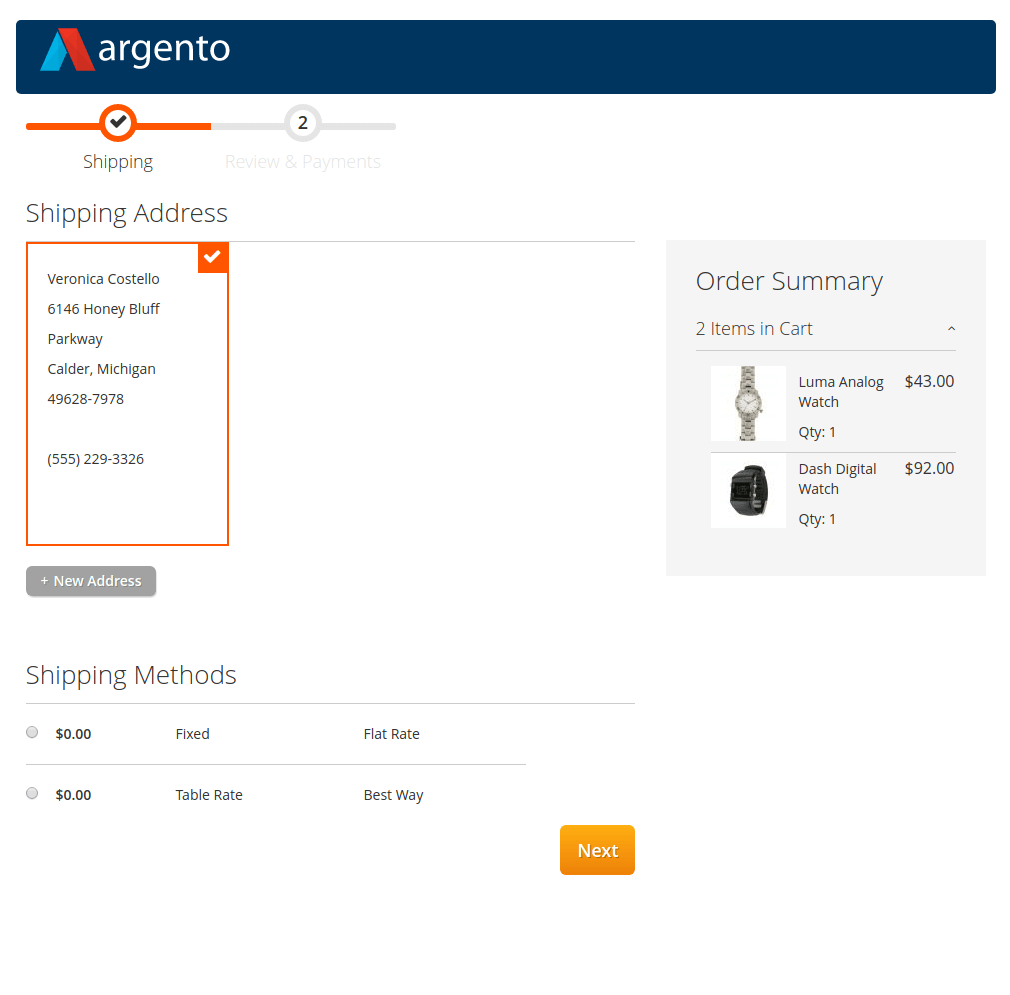 argento
2
Shipping
Review & Payments
Shipping Address
Veronica Costello
6146 Honey Bluff
Parkway
Calder, Michigan
49628-7978
(555) 229-3326
+ New Address
Order Summary
2 Items in Cart
Luma Analog Watch $43.00
Qty: 1
Dash Digital Watch $92.00
Qty: 1
Shipping Methods
$0.00 Fixed Flat Rate
$0.00 Table Rate Best Way
Next